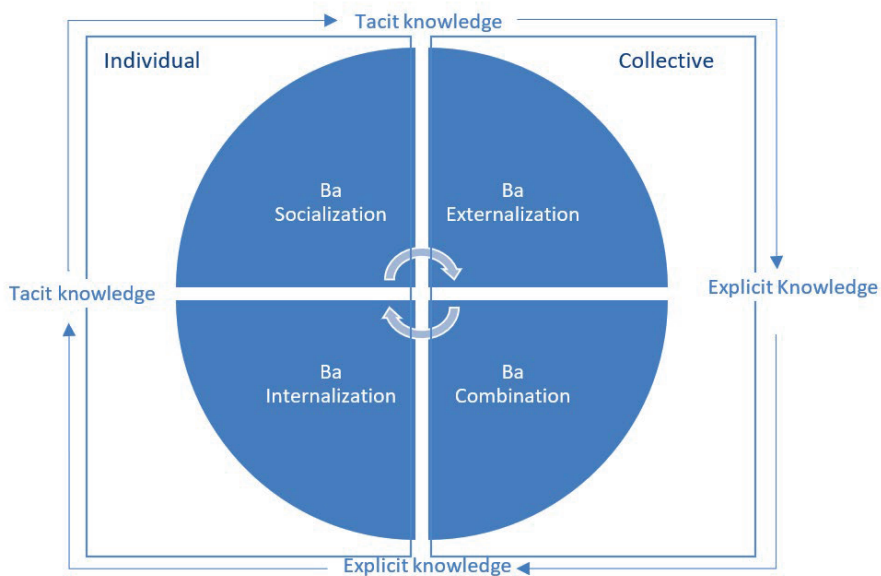 Tacit knowledge
Individual
Collective
Ba
Socialization
Ba
Externalization
Tacit knowledge
Explicit Knowledge
Ba
Internalization
Ba
Combination
Explicit knowledge